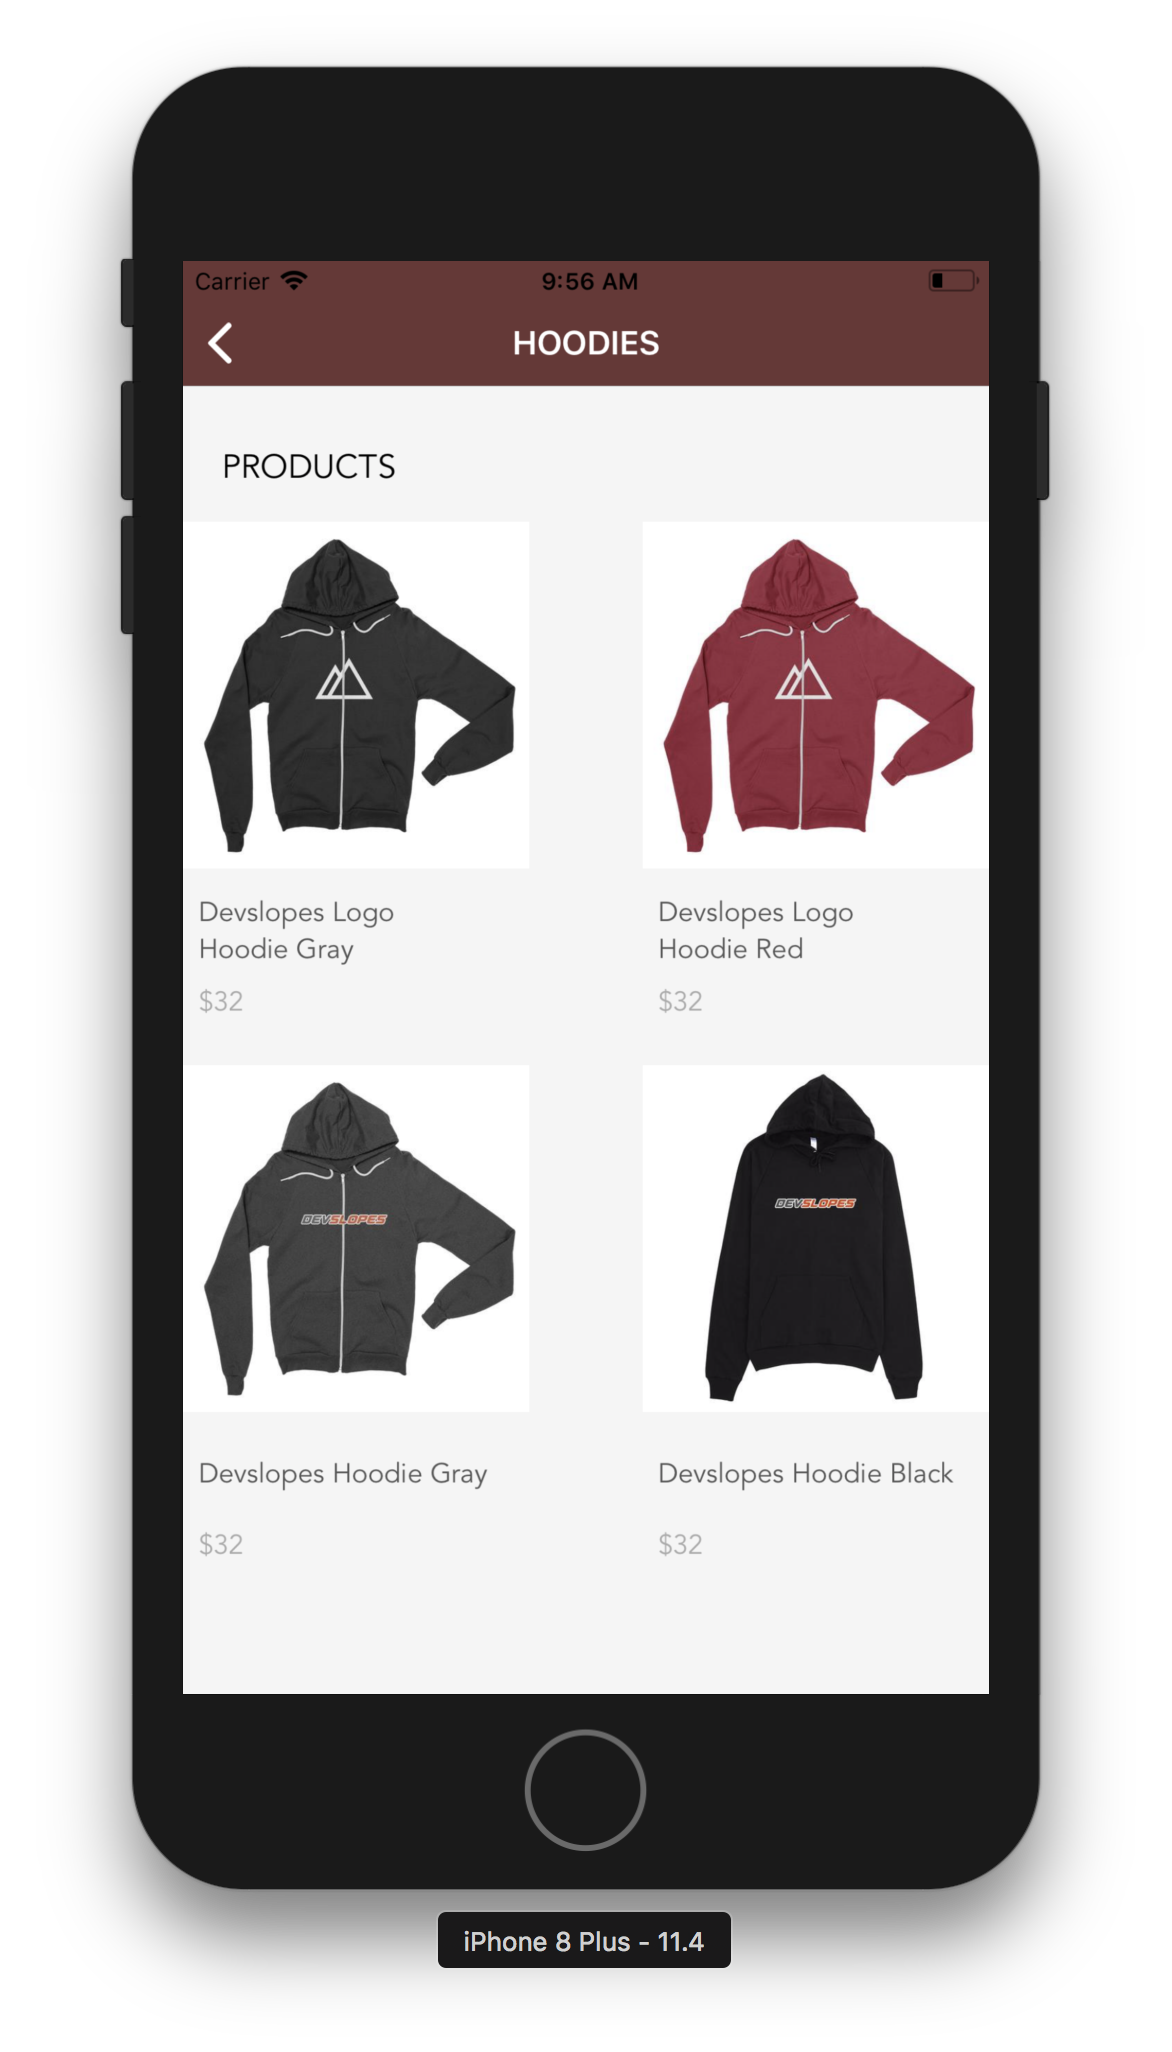 Carrier
9:56 AM
HOODIES
PRODUCTS
Devslopes Logo
Hoodie Gray
$32
Devslopes Logo
Hoodie Red
$32
DEVSLOPES
Devslopes Hoodie Gray
$32
DEVSLOPES
Devslopes Hoodie Black
$32
iPhone 8 Plus - 11.4